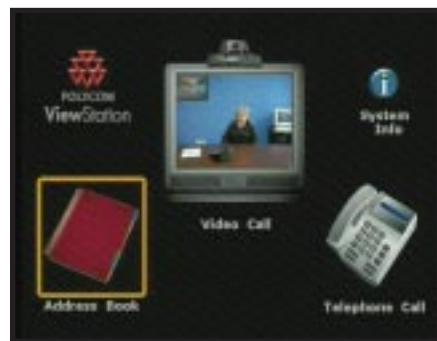 POLYCOM
ViewStation
System
Info
Video Call
Address Book
Telephone Call